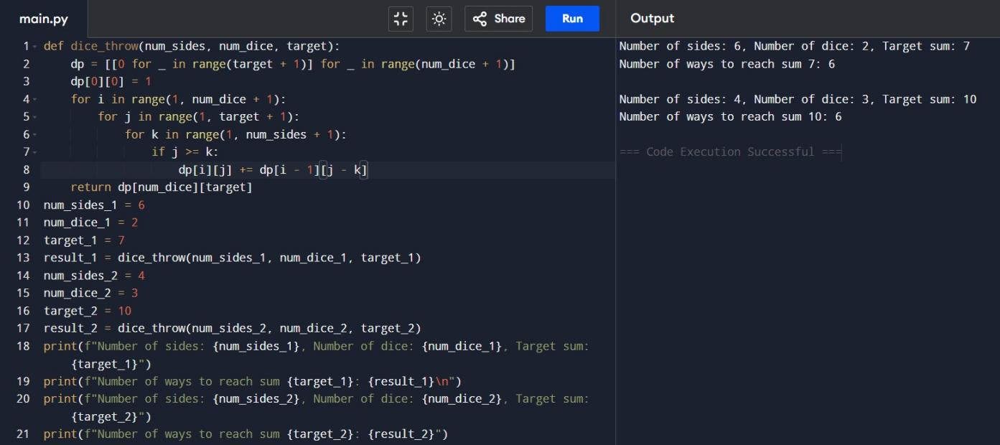 main.py
Share
Run
Output
1 def dice_throw(num_sides, num_dice, target):
2     dp = [[0 for _ in range(target + 1)] for _ in range(num_dice + 1)]
3     dp[0][0] = 1
4     for i in range(1, num_dice + 1):
5         for j in range(1, target + 1):
6             for k in range(1, num_sides + 1):
7                 if j >= k:
8                     dp[i][j] += dp[i - 1][j - k]
9     return dp[num_dice][target]
10 num_sides_1 = 6
11 num_dice_1 = 2
12 target_1 = 7
13 result_1 = dice_throw(num_sides_1, num_dice_1, target_1)
14 num_sides_2 = 4
15 num_dice_2 = 3
16 target_2 = 10
17 result_2 = dice_throw(num_sides_2, num_dice_2, target_2)
18 print(f"Number of sides: {num_sides_1}, Number of dice: {num_dice_1}, Target sum:
{target_1}")
19 print(f"Number of ways to reach sum {target_1}: {result_1}\n")
20 print(f"Number of sides: {num_sides_2}, Number of dice: {num_dice_2}, Target sum:
{target_2}")
21 print(f"Number of ways to reach sum {target_2}: {result_2}")
Number of sides: 6, Number of dice: 2, Target sum: 7
Number of ways to reach sum 7: 6
Number of sides: 4, Number of dice: 3, Target sum: 10
Number of ways to reach sum 10: 6
=== Code Execution Successful ===